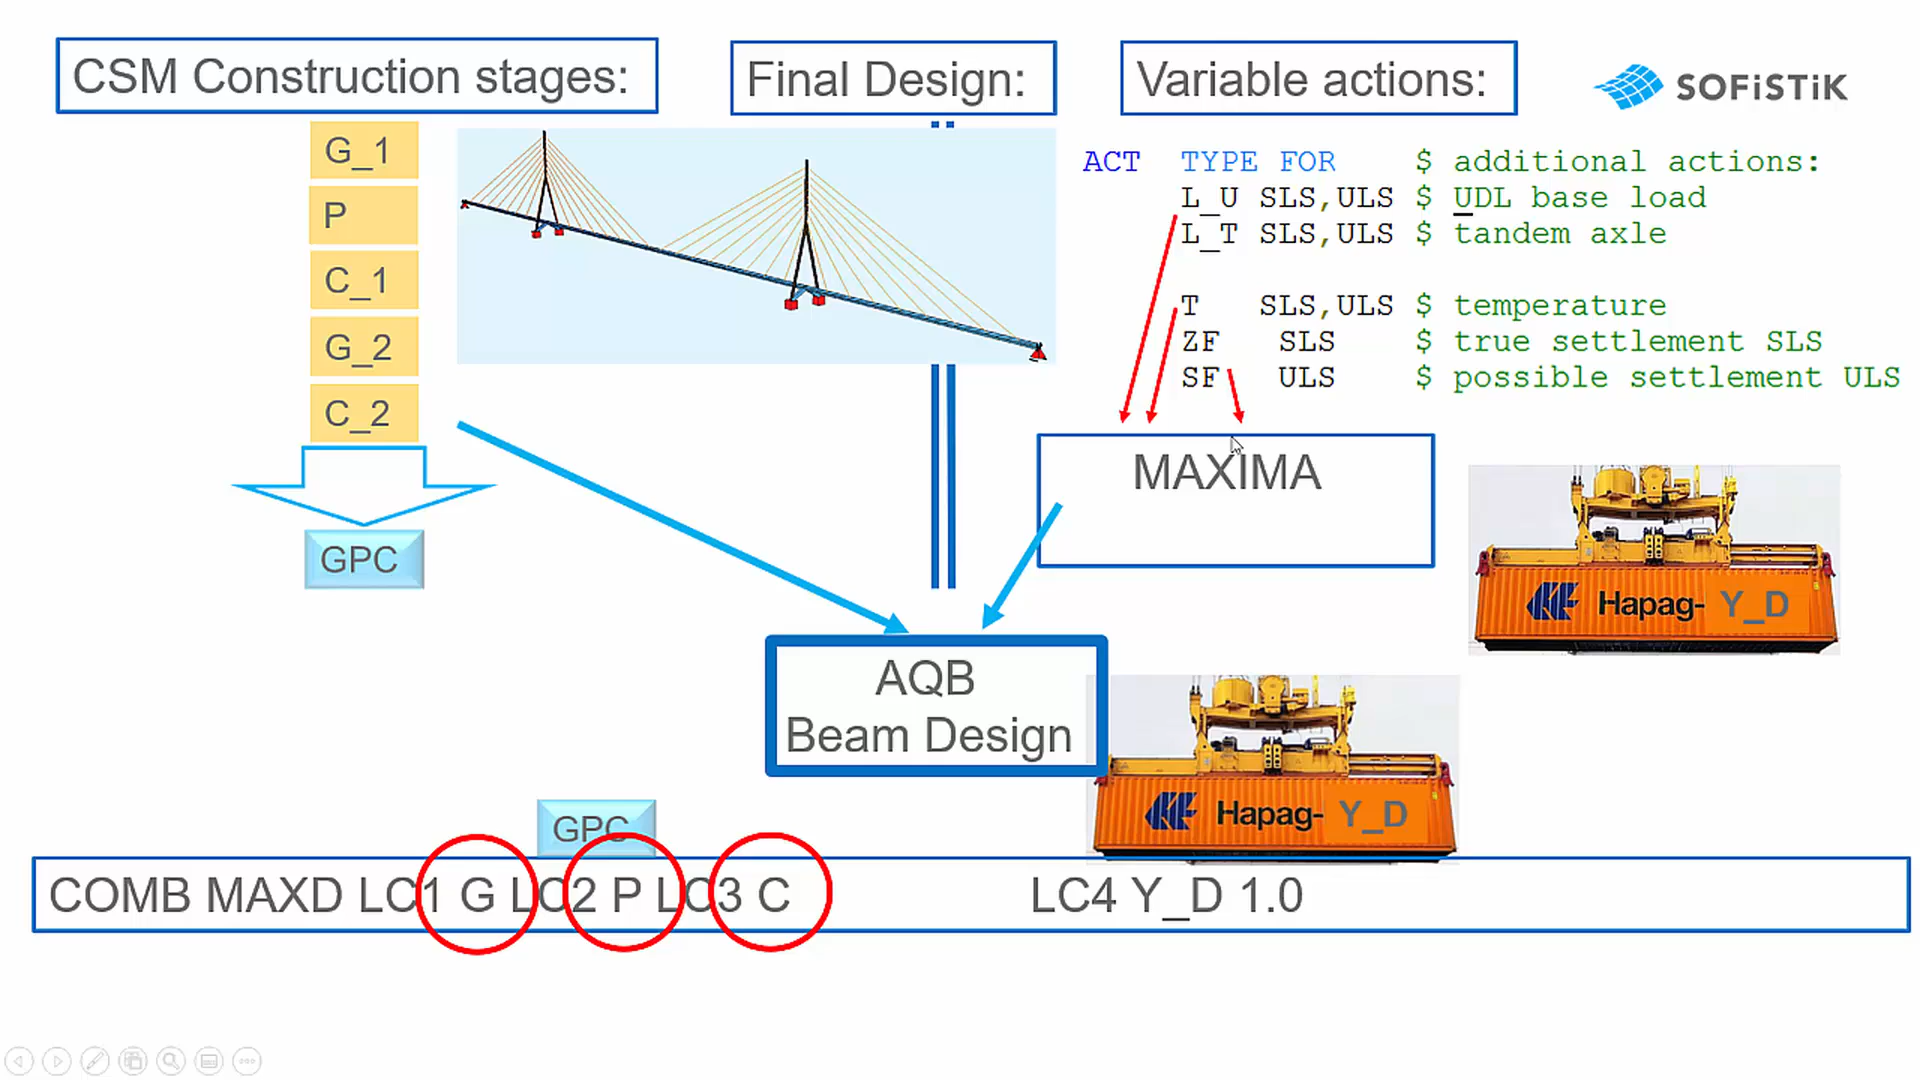 CSM Construction stages:
Final Design:
Variable actions:
SOFiSTiK
G_1
P
C_1
G_2
C_2
GPC
ACT TYPE FOR $ additional actions:
L_U SLS,ULS $ UDL base load
L_T SLS,ULS $ tandem axle
T SLS,ULS $ temperature
ZF SLS $ true settlement SLS
SF ULS $ possible settlement ULS
MAXIMA
Hapag- Y_D
AQB
Beam Design
Hapag- Y_D
GPC
COMB MAXD LC1 G LC2 P LC3 C LC4 Y_D 1.0